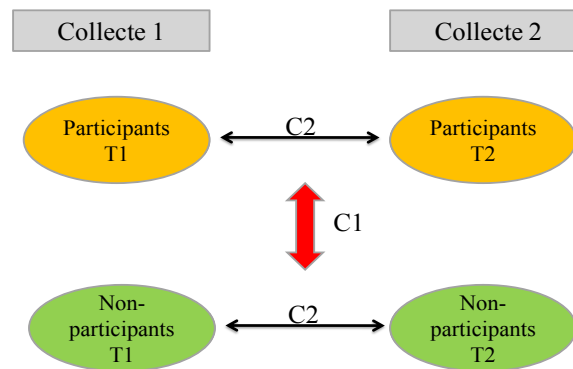 Collecte 1
Collecte 2
Participants
T1
C2
Participants
T2
C1
Non-
participants
T1
C2
Non-
participants
T2